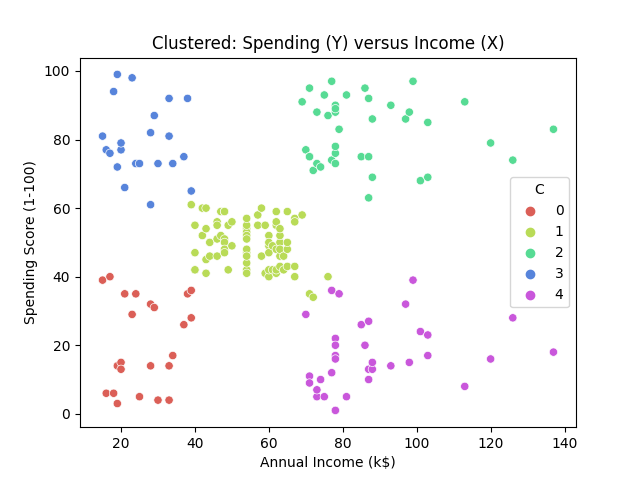 Clustered: Spending (Y) versus Income (X)
Spending Score (1-100)
100
80
60
40
20
0
C
0
1
2
3
4
20 40 60 80 100 120 140
Annual Income (k$)